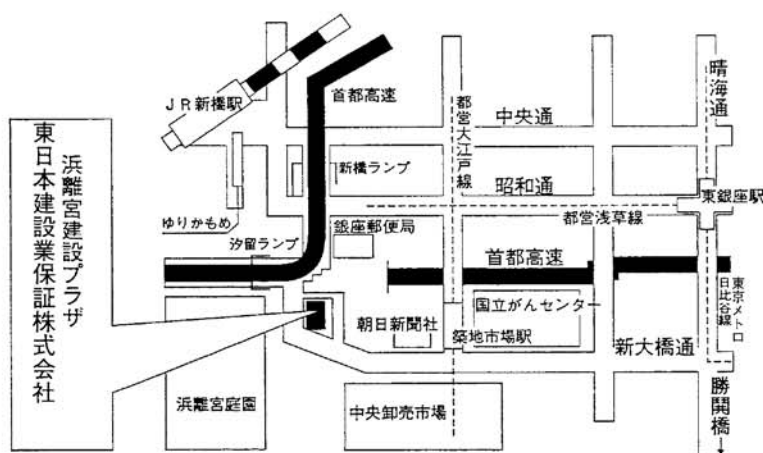 浜離宮建設プラザ
東日本建設業保証株式会社
JR新橋駅
首都高速
都営大江戸線
中央通
晴海通
新橋ランプ
昭和通
東銀座駅
ゆりかもめ
都営浅草線
銀座郵便局
汐留ランプ
首都高速
東京メトロ
日比谷線
国立がんセンター
朝日新聞社
築地市場駅
新大橋通
浜離宮庭園
中央卸売市場
勝開橋